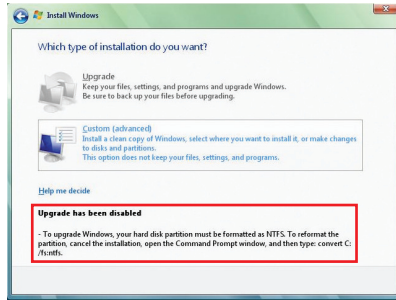 Install Windows
Which type of installation do you want?
Upgrade
Keep your files, settings, and programs and upgrade Windows.
Be sure to back up your files before upgrading.
Custom (advanced)
Install a clean copy of Windows, select where you want to install it, or make changes
to disks and partitions.
This option does not keep your files, settings, and programs.
Help me decide
Upgrade has been disabled
- To upgrade Windows, your hard disk partition must be formatted as NTFS. To reformat the
partition, cancel the installation, open the Command Prompt window, and then type: convert C:
/fs:ntfs.